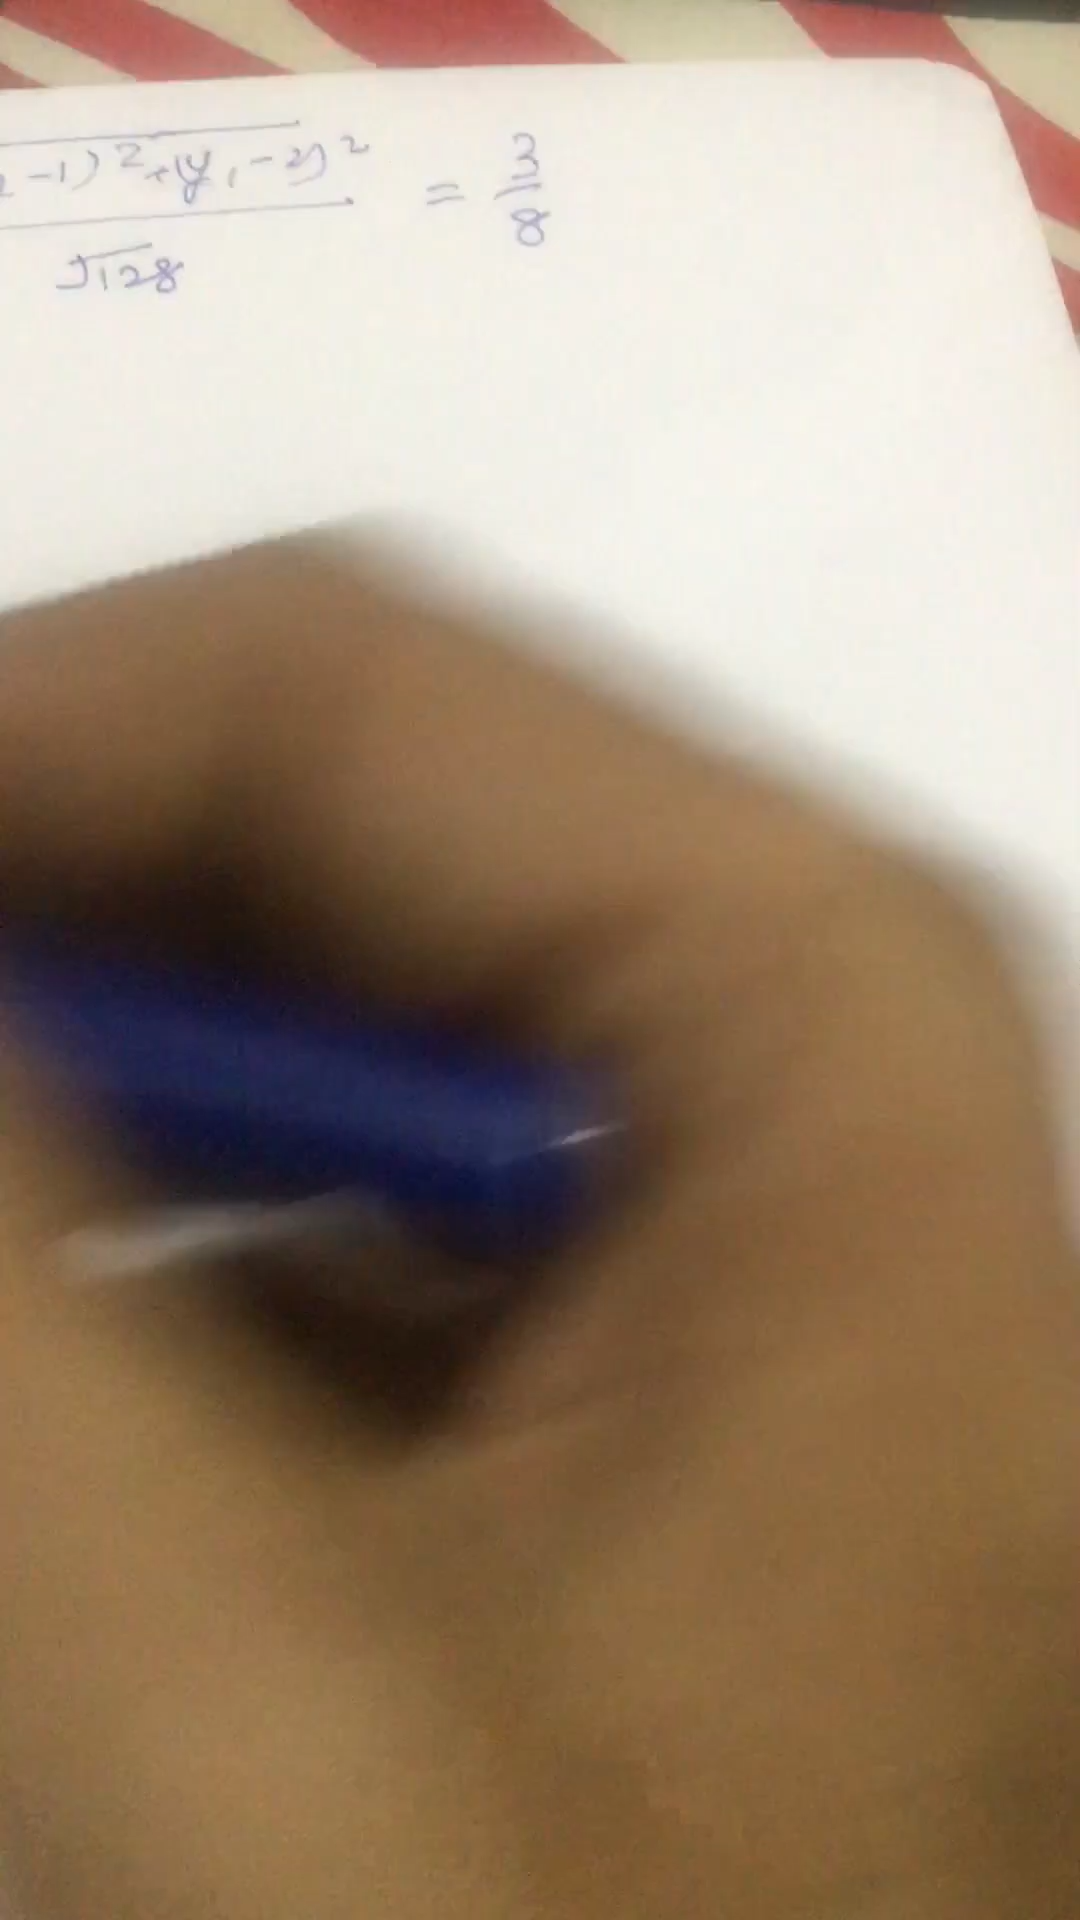 -1)² + (y₁ - 2)² = 3/8
√128